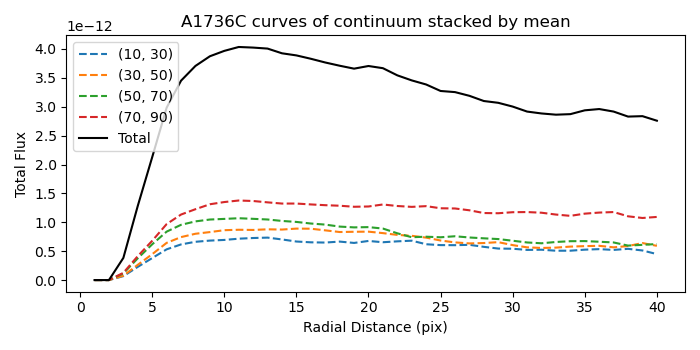 A1736C curves of continuum stacked by mean
1e−12
4.0
3.5
3.0
2.5
2.0
1.5
1.0
0.5
0.0
Total Flux
(10, 30)
(30, 50)
(50, 70)
(70, 90)
Total
0 5 10 15 20 25 30 35 40
Radial Distance (pix)